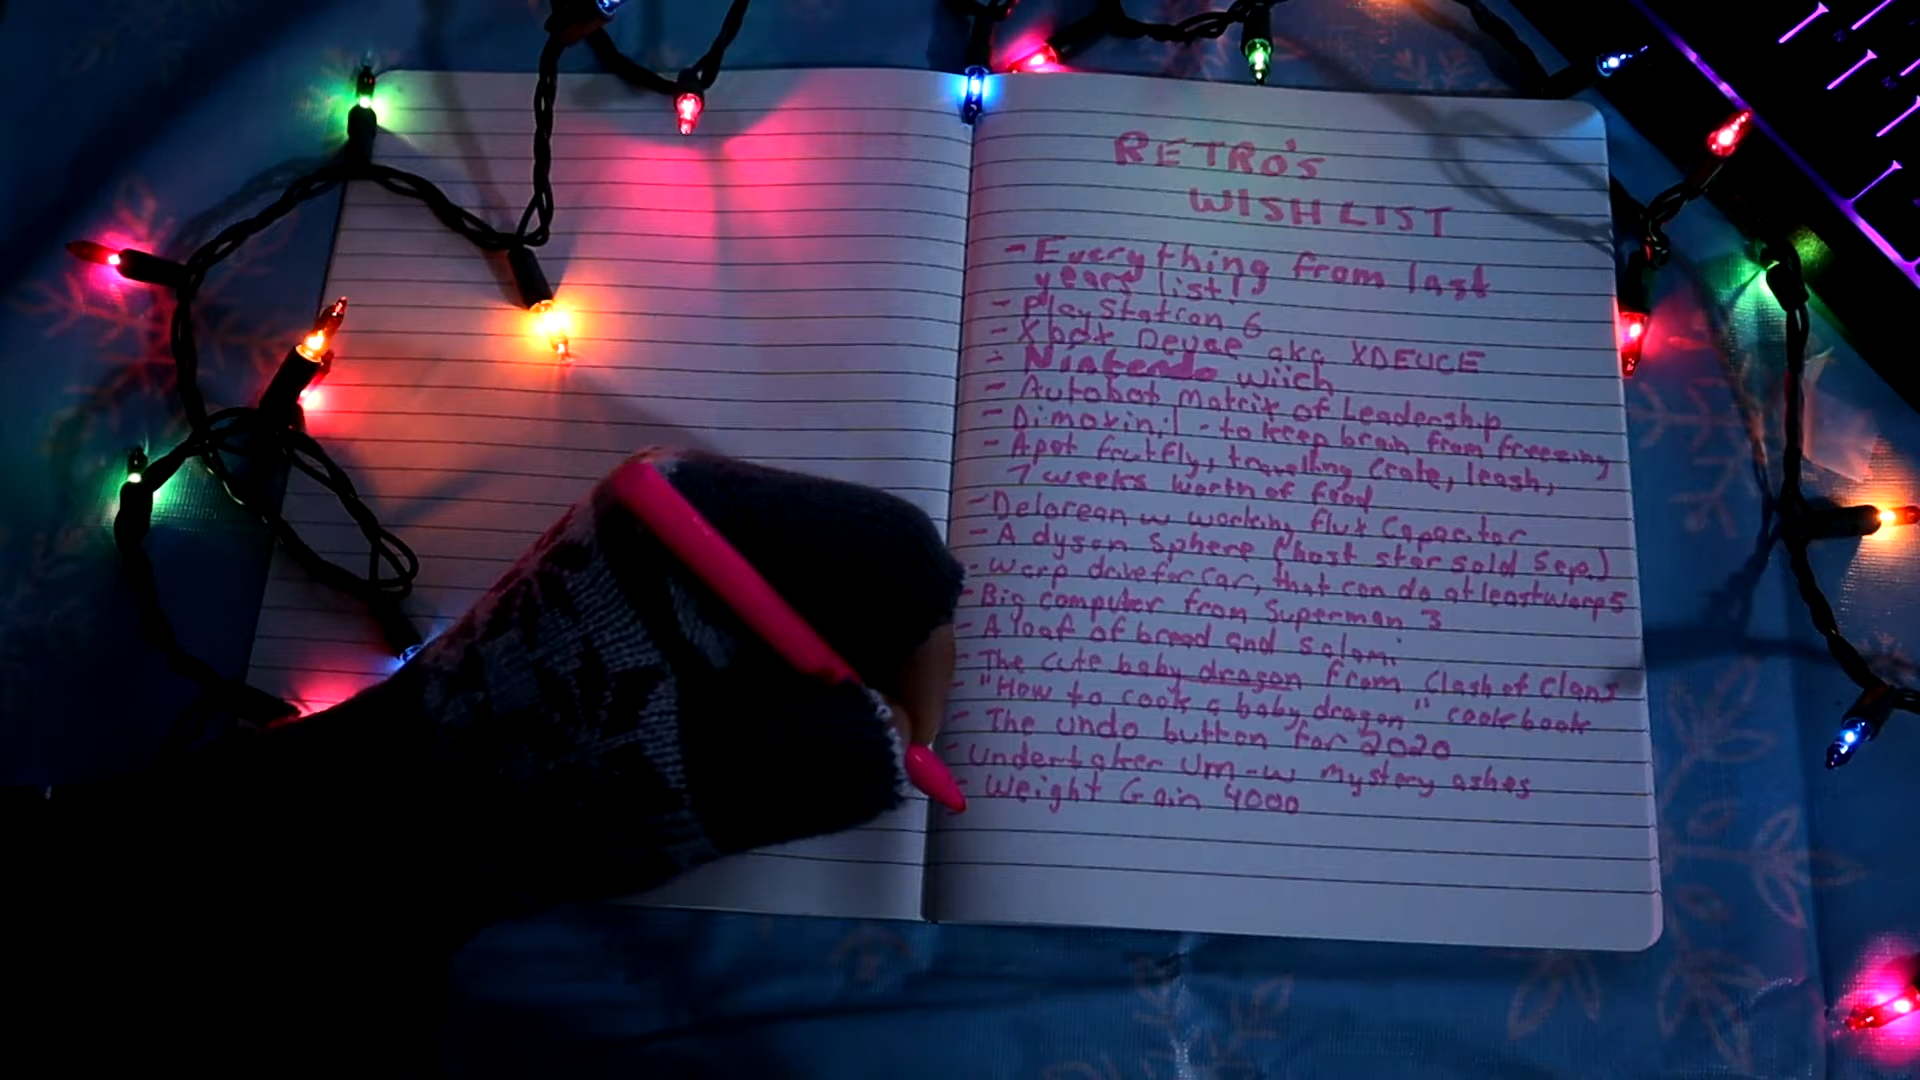 RETRO'S
WISHLIST
- Everything from last
years list!
- PlayStation 6
- Xbox Deuce aka XDEUCE
- Nintendo wiich
- Autobot Matrix of Leadership
- Dimoxinil - to keep brain from freezing
- A pet fruitfly, travelling crate, leash,
7 weeks worth of food
- Delorean w working flux capacitor
- A dyson sphere (host star sold sep.)
- warp drive for car, that can do at least warp 5
- Big computer from Superman 3
- A loaf of bread and salami
- The cute baby dragon from Clash of Clans
- "How to cook a baby dragon" cookbook
- The undo button for 2020
- Undertaker Urn - w mystery ashes
- Weight Gain 4000